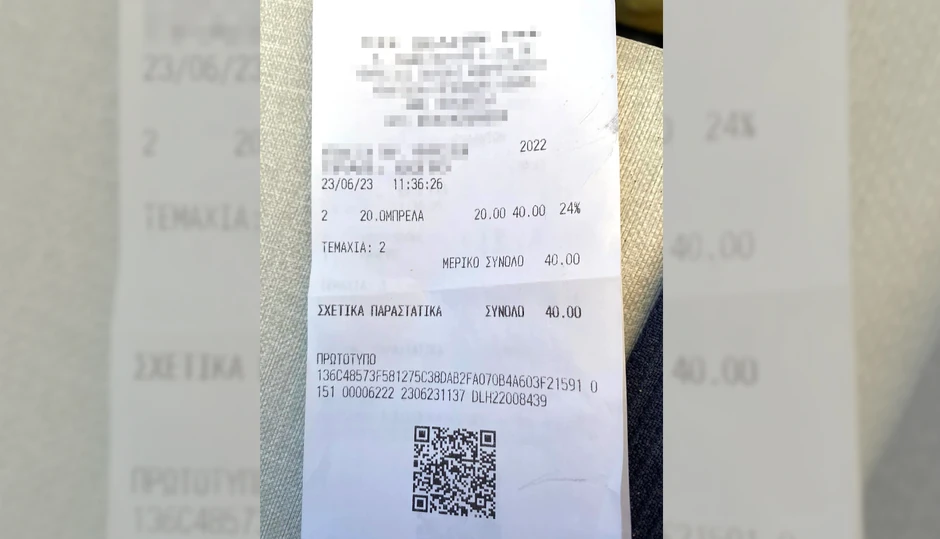 2022
23/06/23 11:36:26
2 20.ΟΜΠΡΕΛΑ 20.00 40.00 24%
ΤΕΜΑΧΙΑ: 2
ΜΕΡΙΚΟ ΣΥΝΟΛΟ 40.00
ΣΧΕΤΙΚΑ ΠΑΡΑΣΤΑΤΙΚΑ ΣΥΝΟΛΟ 40.00
ΠΡΩΤΟΤΥΠΟ
136C48573F581275C38DAB2FA070B4A603F21591 0
151 00006222 2306231137 DLH22008439